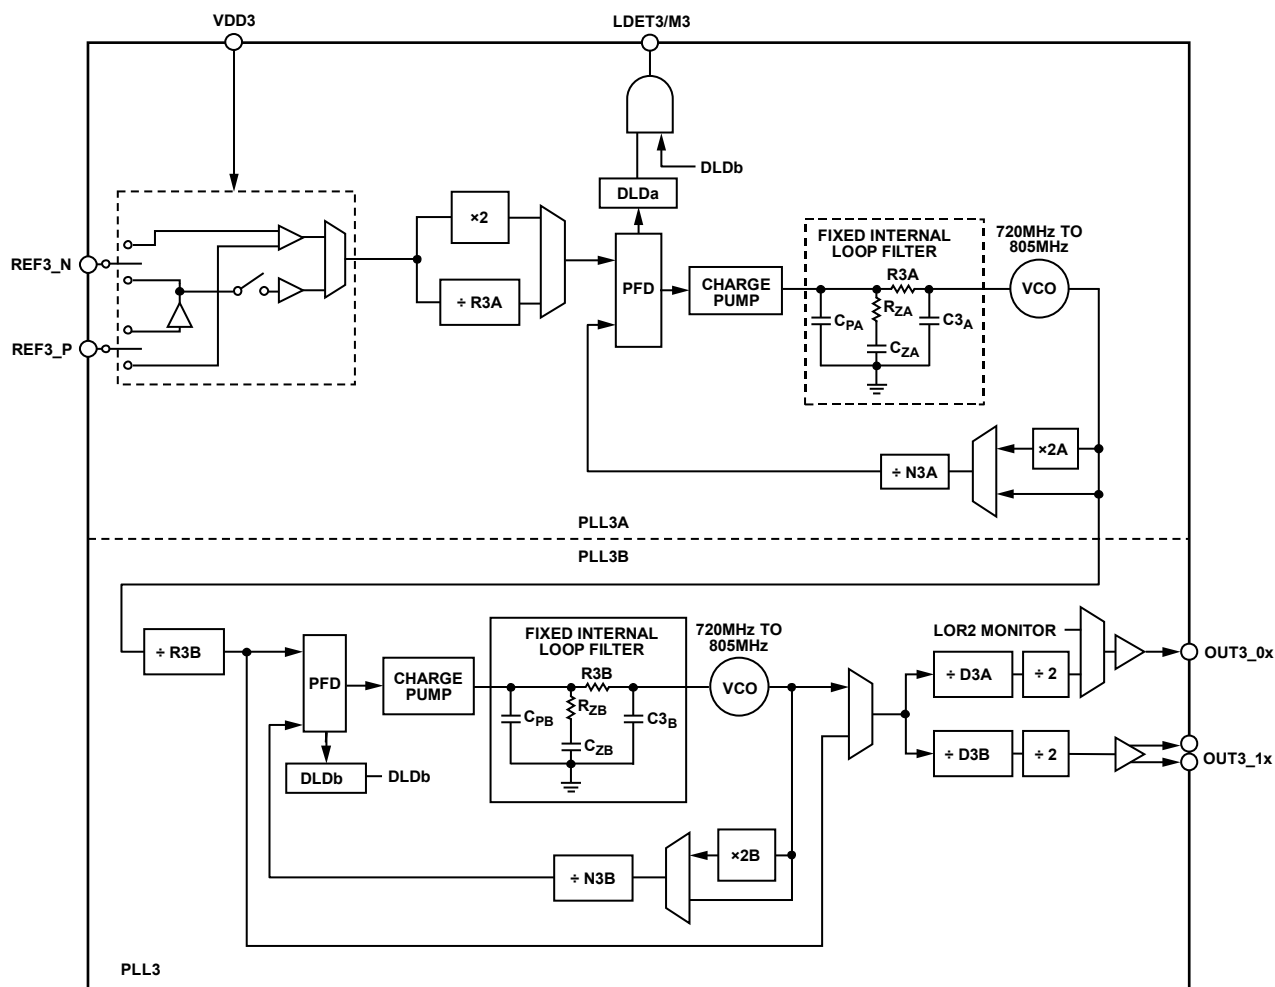 VDD3
LDET3/M3
DLDb
DLDa
×2
FIXED INTERNAL
LOOP FILTER
720MHz TO
805MHz
REF3_N
R3A
PFD
CHARGE
PUMP
VCO
÷ R3A
CPA
RZA
C3A
REF3_P
CZA
×2A
÷ N3A
PLL3A
PLL3B
FIXED INTERNAL
LOOP FILTER
720MHz TO
805MHz
LOR2 MONITOR
÷ R3B
OUT3_0x
R3B
÷ D3A
÷ 2
PFD
CHARGE
PUMP
VCO
CPB
RZB
C3B
CZB
÷ D3B
÷ 2
OUT3_1x
DLDb
DLDb
×2B
÷ N3B
PLL3